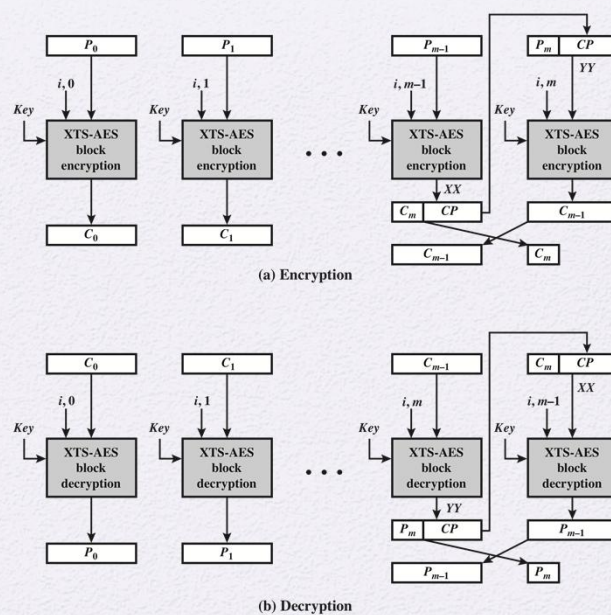 P₀ P₁ Pₘ₋₁ Pₘ CP
YY
i, 0 i, 1 i, m–1 i, m
Key Key Key Key
XTS-AES XTS-AES XTS-AES XTS-AES
block block block block
encryption encryption • • • encryption encryption
XX
Cₘ CP Cₘ₋₁
C₀ C₁ Cₘ₋₁ Cₘ
(a) Encryption
C₀ C₁ Cₘ₋₁ Cₘ CP
XX
i, 0 i, 1 i, m i, m–1
Key Key Key Key
XTS-AES XTS-AES XTS-AES XTS-AES
block block block block
decryption decryption • • • decryption decryption
YY
Pₘ CP Pₘ₋₁
P₀ P₁ Pₘ₋₁ Pₘ
(b) Decryption